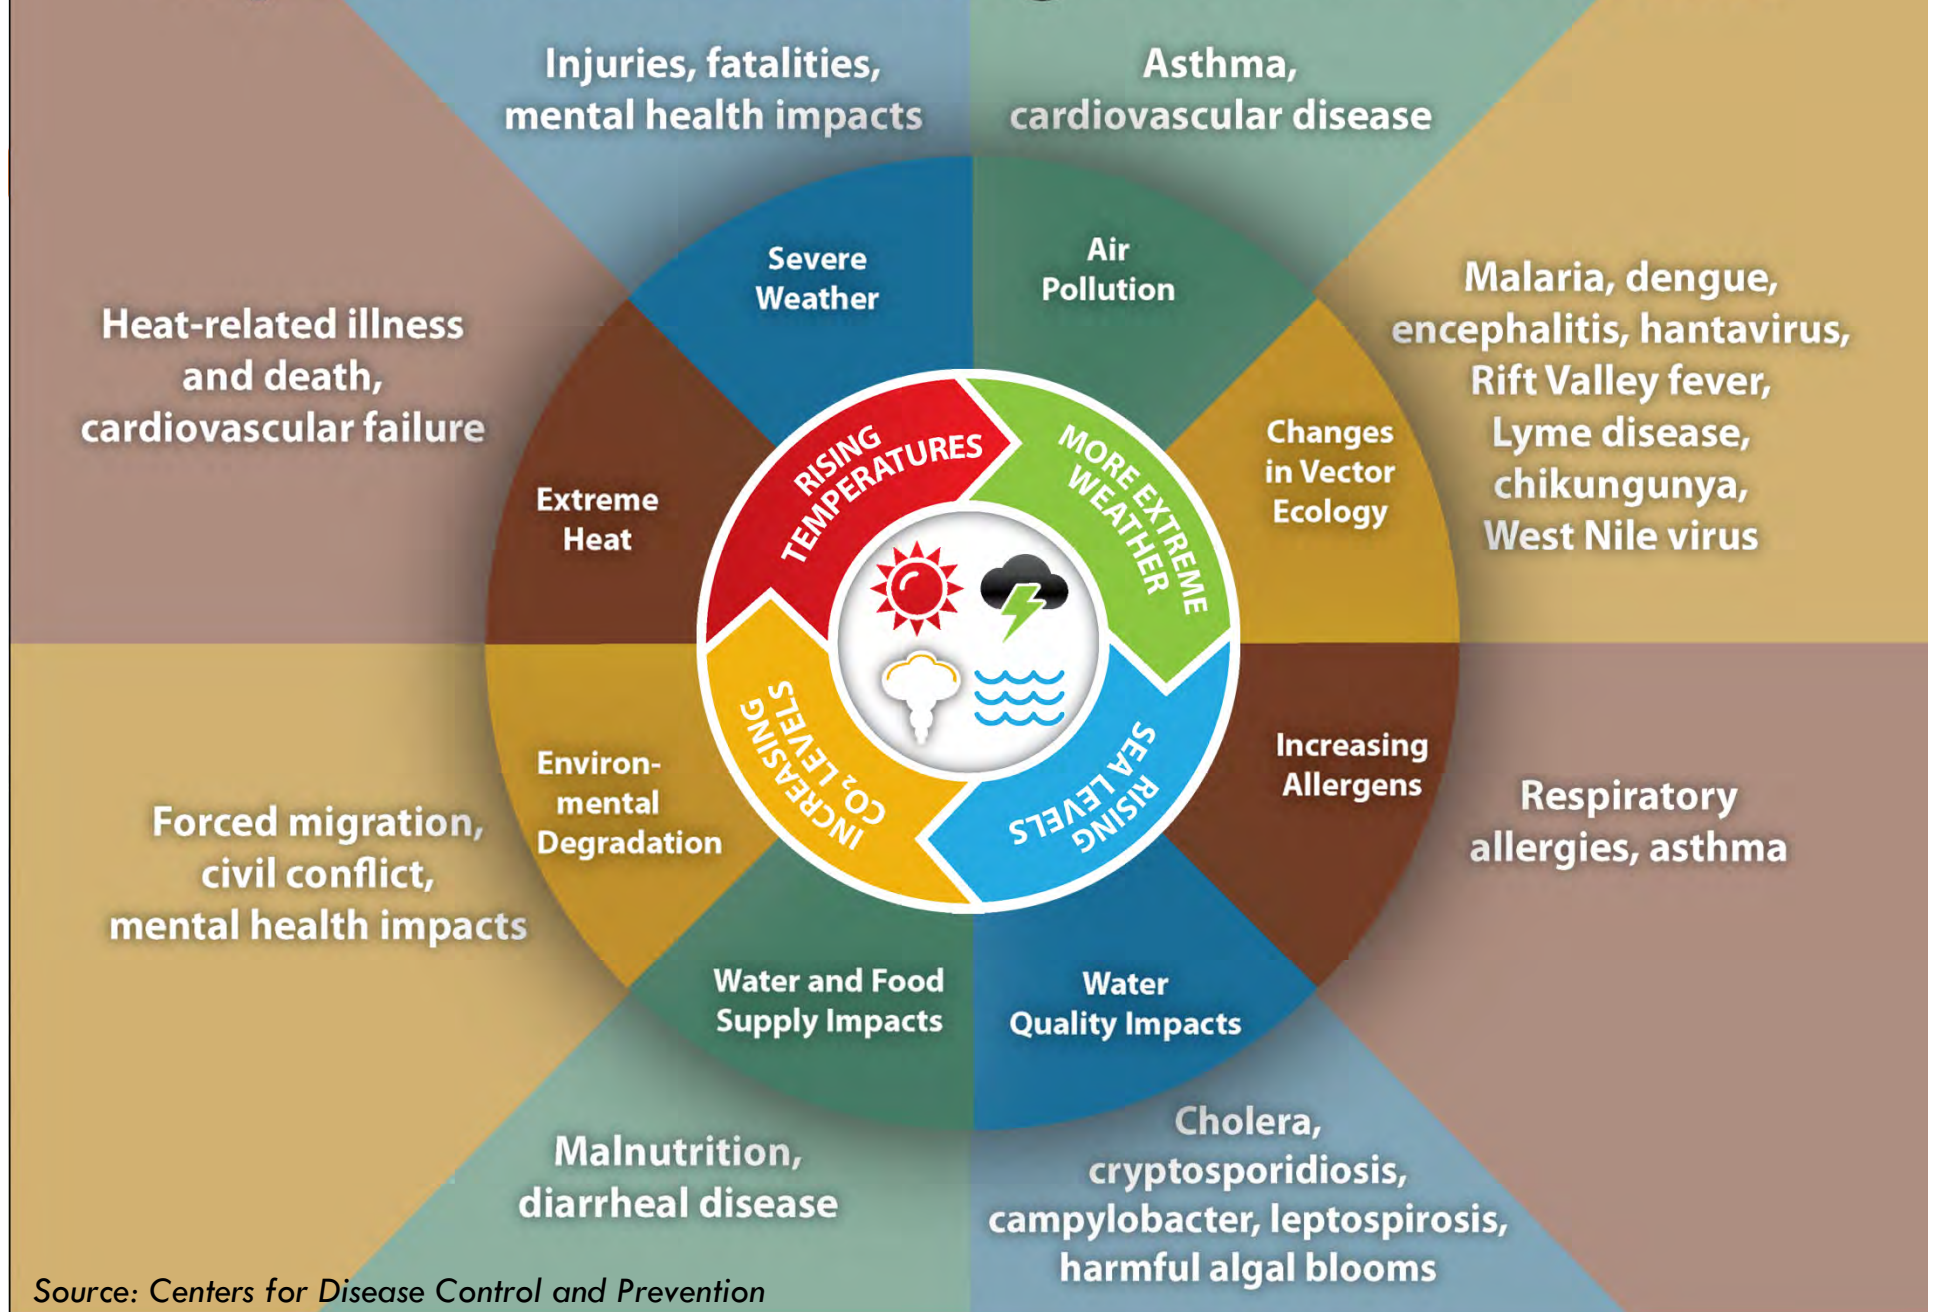 Injuries, fatalities,
mental health impacts
Asthma,
cardiovascular disease
Severe
Weather
Air
Pollution
Heat-related illness
and death,
cardiovascular failure
Malaria, dengue,
encephalitis, hantavirus,
Rift Valley fever,
Lyme disease,
chikungunya,
West Nile virus
Extreme
Heat
Changes
in Vector
Ecology
RISING
TEMPERATURES
MORE EXTREME
WEATHER
INCREASING
CO₂ LEVELS
RISING
SEA LEVELS
Environ-
mental
Degradation
Increasing
Allergens
Forced migration,
civil conflict,
mental health impacts
Respiratory
allergies, asthma
Water and Food
Supply Impacts
Water
Quality Impacts
Malnutrition,
diarrheal disease
Cholera,
cryptosporidiosis,
campylobacter, leptospirosis,
harmful algal blooms
Source: Centers for Disease Control and Prevention